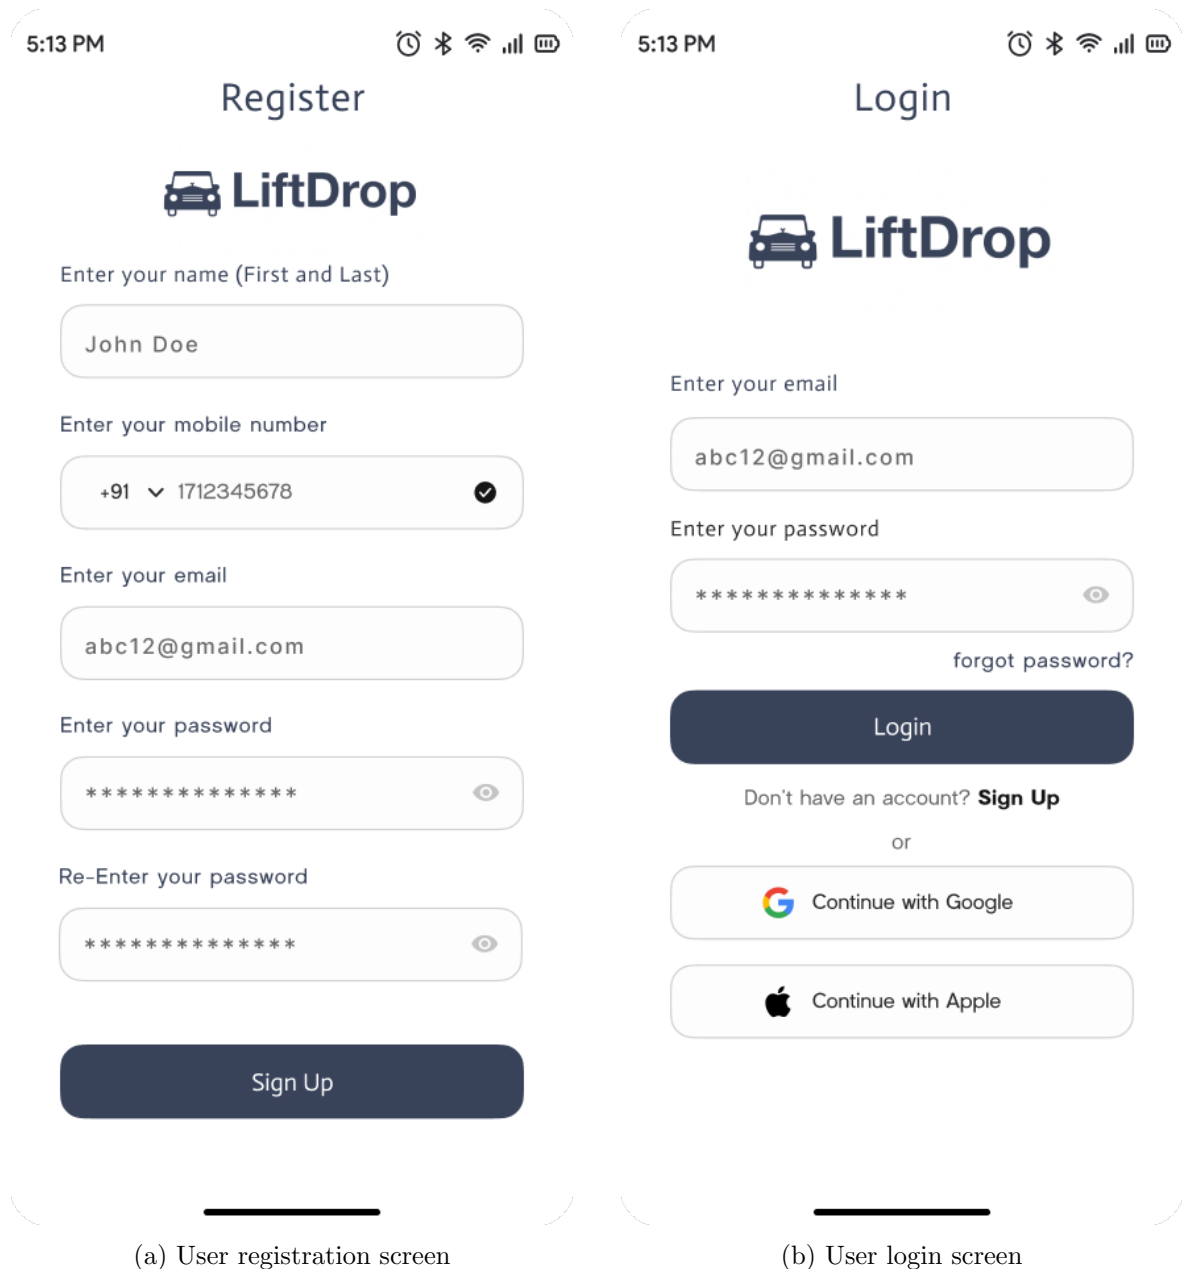 5:13 PM
Register
LiftDrop
Enter your name (First and Last)
John Doe
Enter your mobile number
+91 1712345678
Enter your email
abc12@gmail.com
Enter your password
**************
Re-Enter your password
**************
Sign Up
(a) User registration screen
5:13 PM
Login
LiftDrop
Enter your email
abc12@gmail.com
Enter your password
**************
forgot password?
Login
Don't have an account? Sign Up
or
Continue with Google
Continue with Apple
(b) User login screen